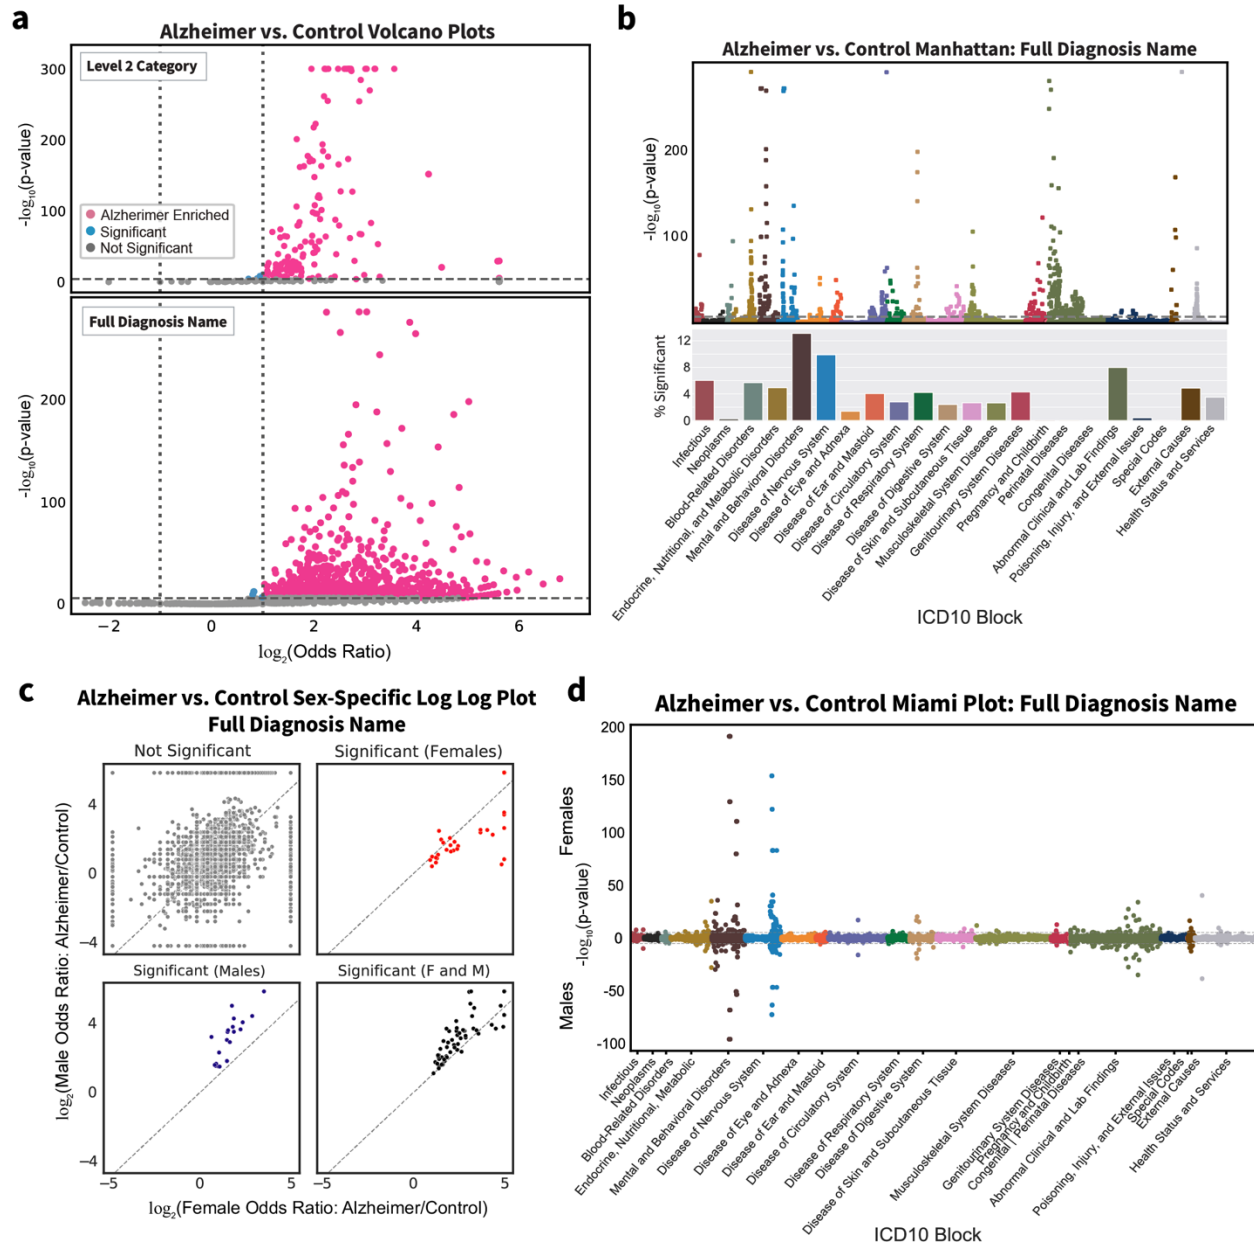 a
Alzheimer vs. Control Volcano Plots
Level 2 Category
300
200
100
0
-log10(p-value)
Alzherimer Enriched
Significant
Not Significant
Full Diagnosis Name
200
100
0
-log10(p-value)
−2 0 2 4 6
log2(Odds Ratio)
b
Alzheimer vs. Control Manhattan: Full Diagnosis Name
200
100
-log10(p-value)
12
8
4
0
% Significant
Infectious
Neoplasms
Blood-Related Disorders
Endocrine, Nutritional, and Metabolic Disorders
Mental and Behavioral Disorders
Disease of Nervous System
Disease of Eye and Adnexa
Disease of Ear and Mastoid
Disease of Circulatory System
Disease of Respiratory System
Disease of Digestive System
Disease of Skin and Subcutaneous Tissue
Musculoskeletal System Diseases
Genitourinary System Diseases
Pregnancy and Childbirth
Perinatal Diseases
Congenital Diseases
Abnormal Clinical and Lab Findings
Poisoning, Injury, and External Issues
Special Codes
External Causes
Health Status and Services
ICD10 Block
c
Alzheimer vs. Control Sex-Specific Log Log Plot
Full Diagnosis Name
Not Significant
Significant (Females)
4
0
−4
Significant (Males)
Significant (F and M)
4
0
−4
log2(Male Odds Ratio: Alzheimer/Control)
−5 0 5 0 5
log2(Female Odds Ratio: Alzheimer/Control)
d
Alzheimer vs. Control Miami Plot: Full Diagnosis Name
200
150
100
50
0
-50
-100
Females
-log10(p-value)
Males
Infectious
Neoplasms
Blood-Related Disorders
Endocrine, Nutritional, Metabolic
Mental and Behavioral Disorders
Disease of Nervous System
Disease of Eye and Adnexa
Disease of Ear and Mastoid
Disease of Circulatory System
Disease of Respiratory System
Disease of Digestive System
Disease of Skin and Subcutaneous Tissue
Musculoskeletal System Diseases
Genitourinary System Diseases
Pregnancy and Childbirth
Congenital | Perinatal Diseases
Abnormal Clinical and Lab Findings
Poisoning, Injury, and External Issues
Special Codes
External Causes
Health Status and Services
ICD10 Block